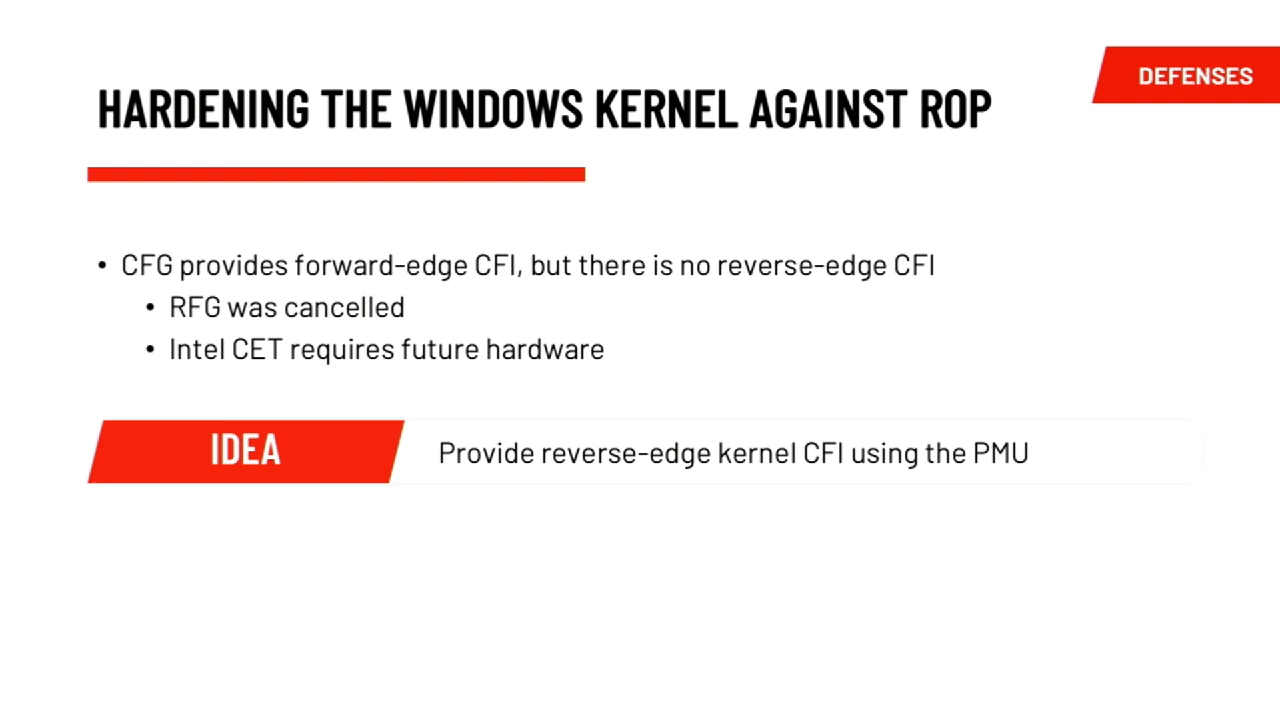 DEFENSES
HARDENING THE WINDOWS KERNEL AGAINST ROP
• CFG provides forward-edge CFI, but there is no reverse-edge CFI
• RFG was cancelled
• Intel CET requires future hardware
IDEA
Provide reverse-edge kernel CFI using the PMU